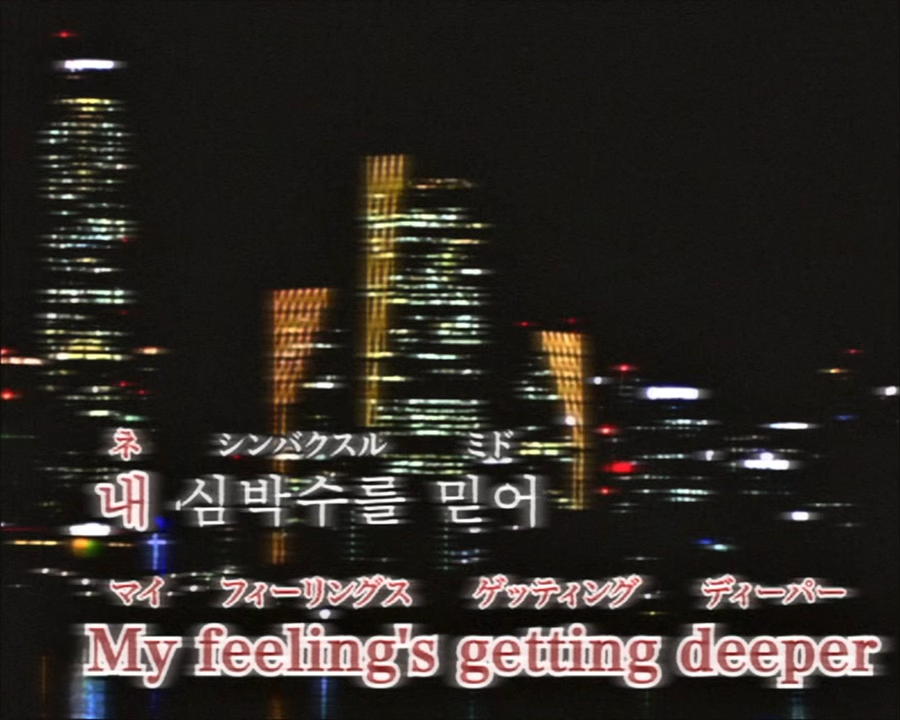 ネ シンバクスル ミド
내 심박수를 믿어
マイ フィーリングス ゲッティング ディーパー
My feeling's getting deeper